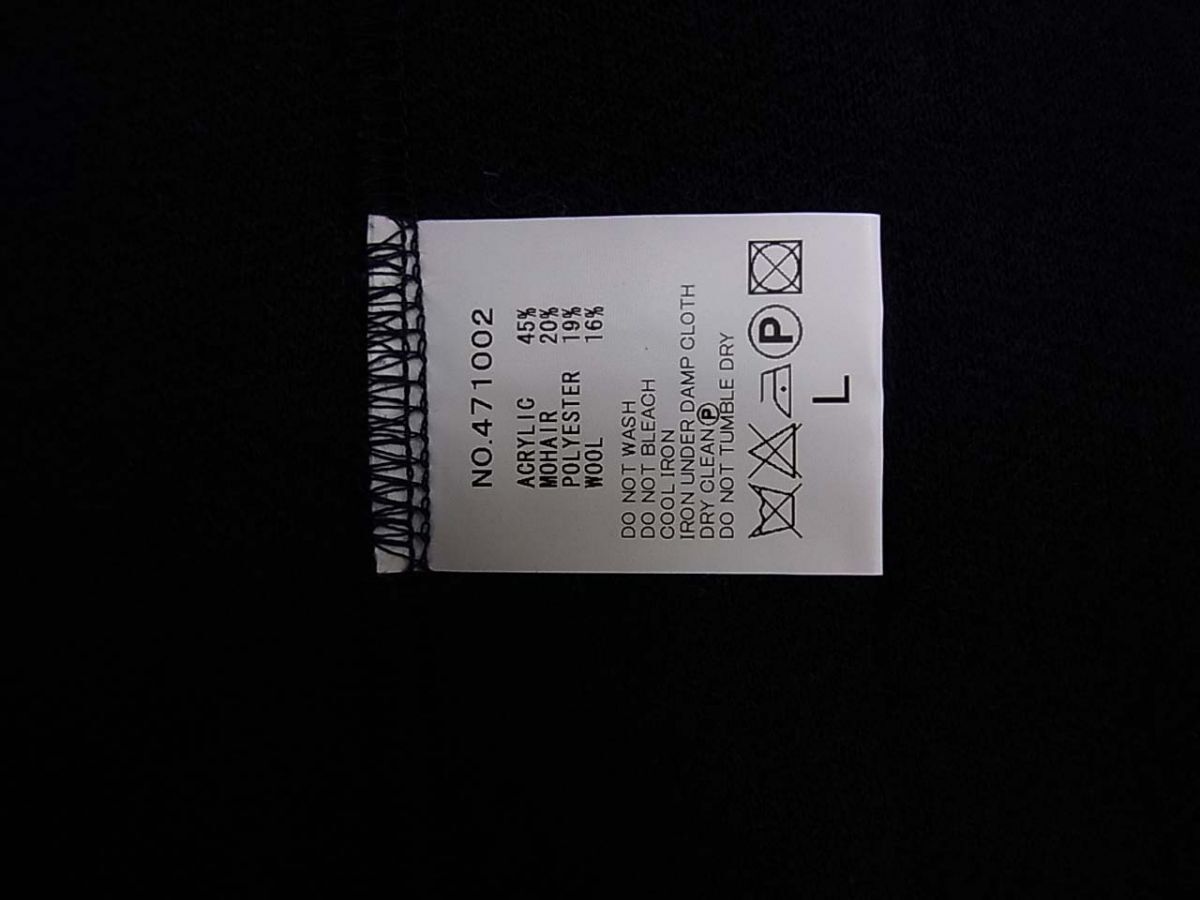 NO.471002
ACRYLIC 45%
MOHAIR 20%
POLYESTER 19%
WOOL 16%
DO NOT WASH
DO NOT BLEACH
COOL IRON
IRON UNDER DAMP CLOTH
DRY CLEAN Ⓟ
DO NOT TUMBLE DRY
P
L